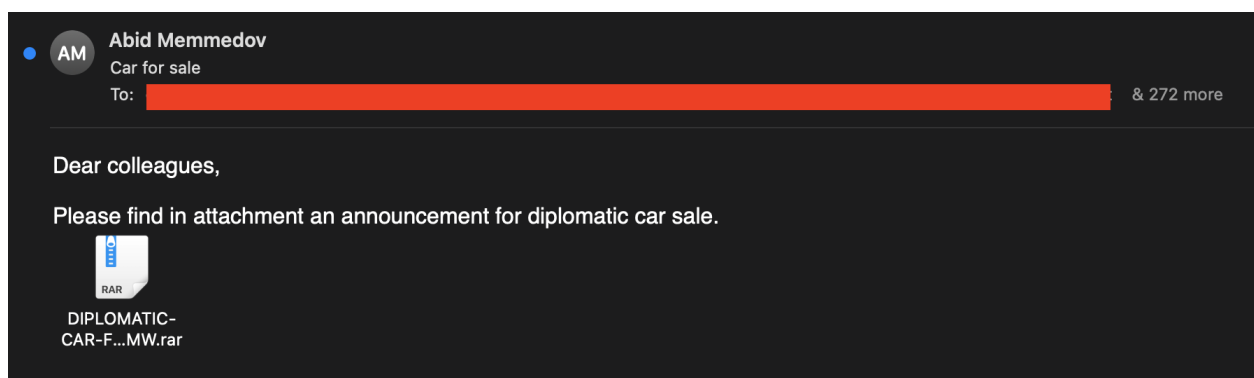 AM
Abid Memmedov
Car for sale
To:
& 272 more
Dear colleagues,
Please find in attachment an announcement for diplomatic car sale.
RAR
DIPLOMATIC-
CAR-F...MW.rar